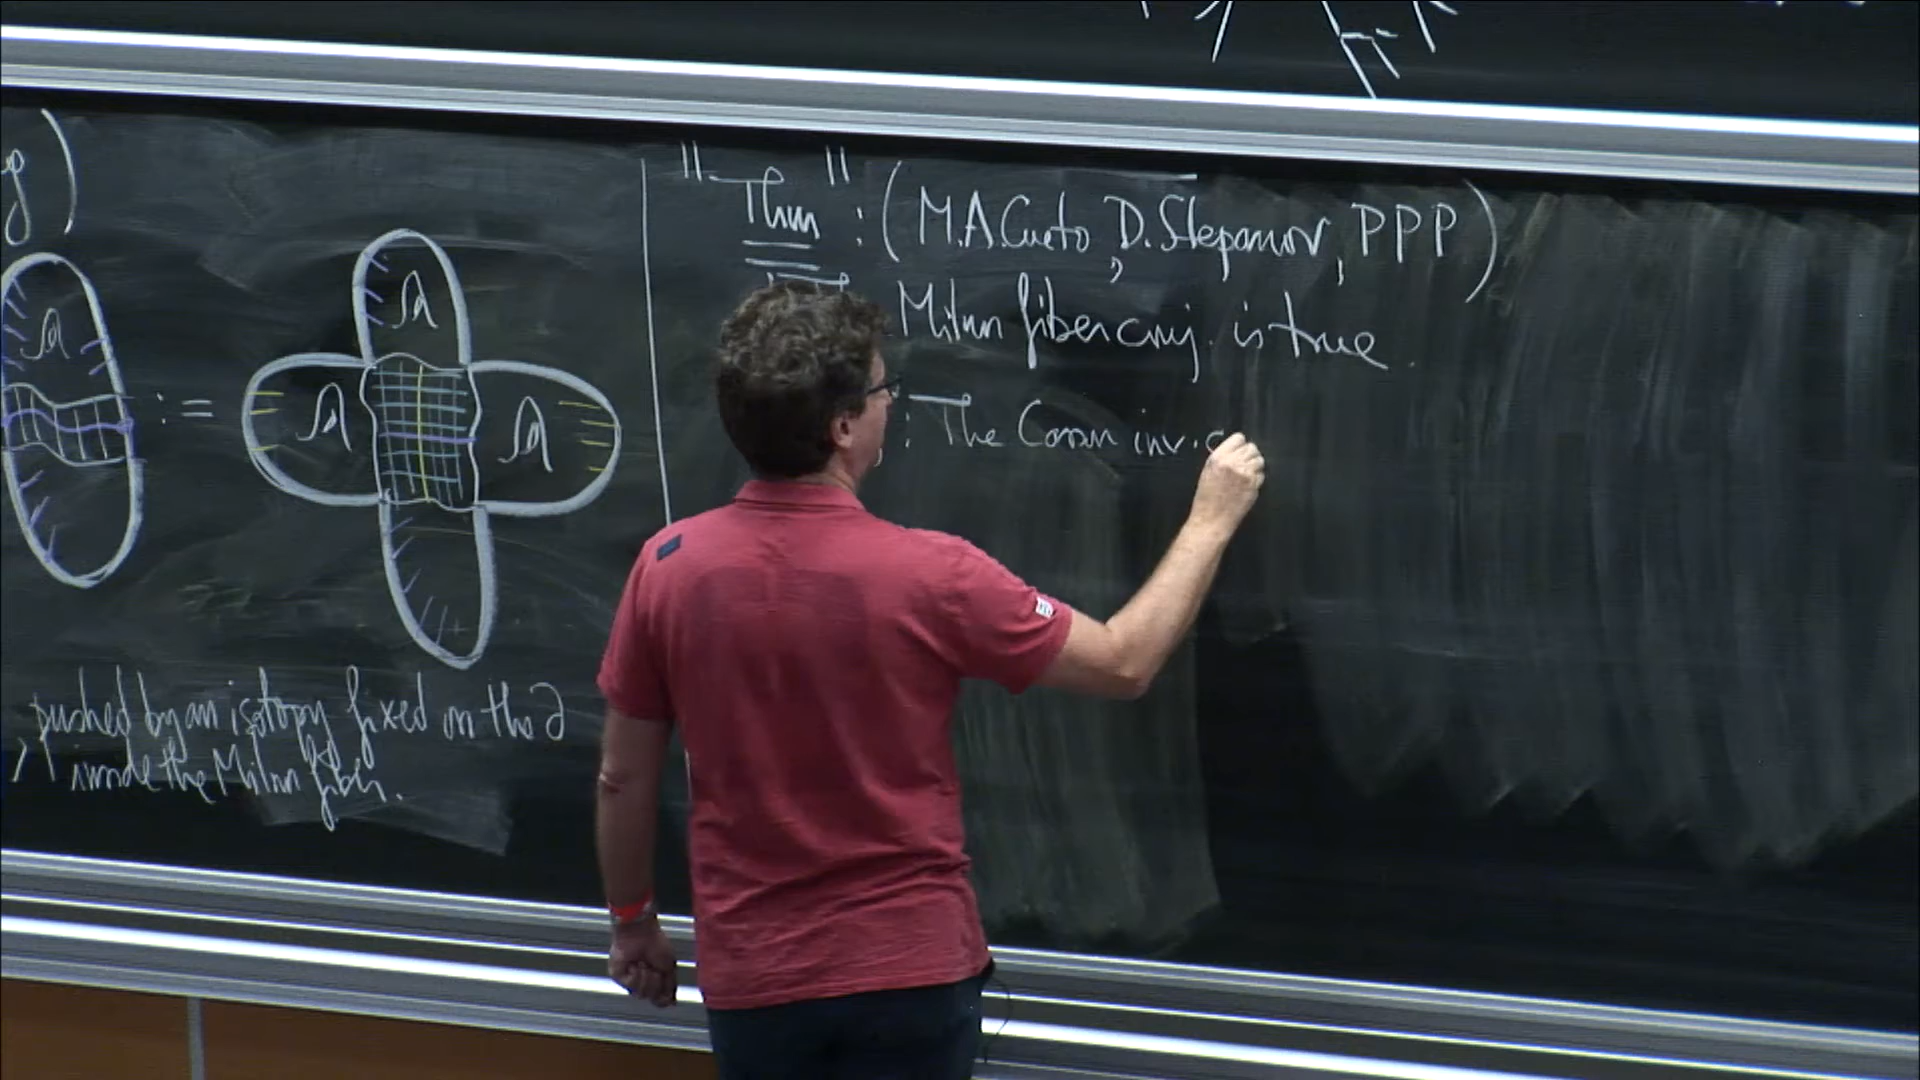 g)
:=
pushed by an isotopy fixed on the ∂
inside the Milnor fiber.
"Thm" : (M.A.Cueto, D.Stepanov, PPP)
Milnor fiber conj. is true.
: The Casson inv. c